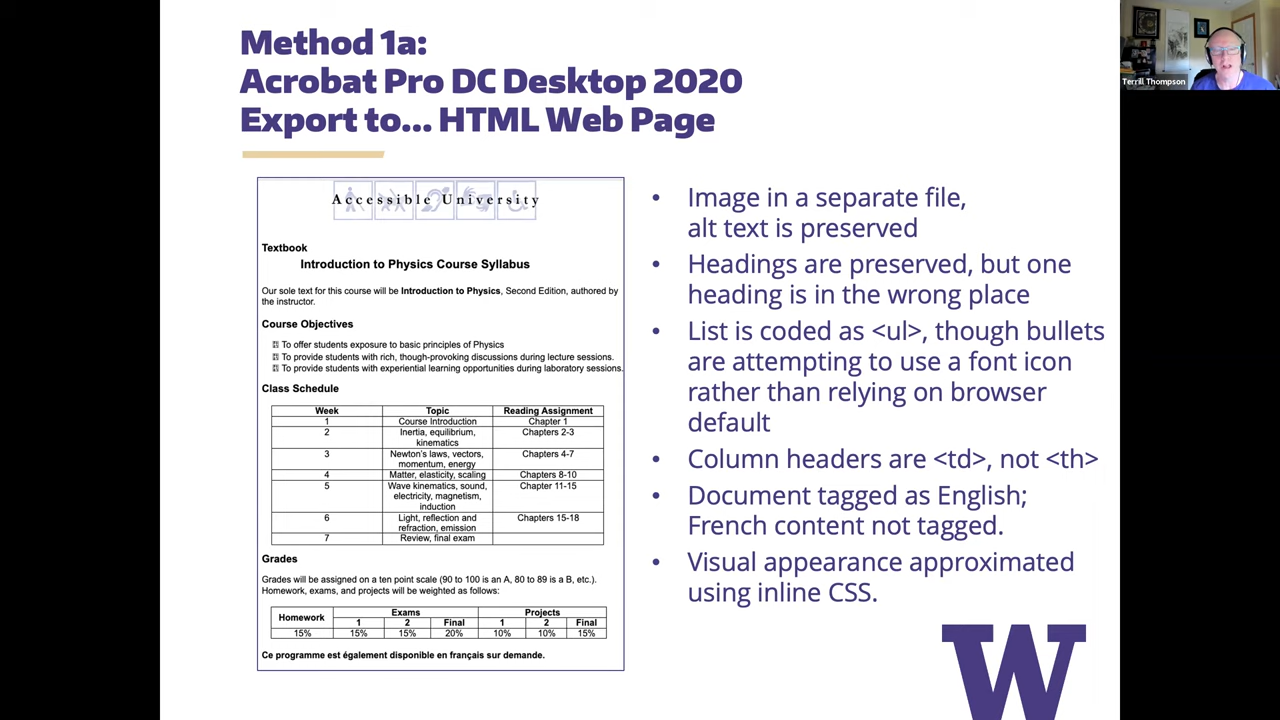 Method 1a:
Acrobat Pro DC Desktop 2020
Export to... HTML Web Page
Terrill Thompson
Accessible University
Textbook
Introduction to Physics Course Syllabus
Our sole text for this course will be Introduction to Physics, Second Edition, authored by
the instructor.
Course Objectives
To offer students exposure to basic principles of Physics
To provide students with rich, though-provoking discussions during lecture sessions.
To provide students with experiential learning opportunities during laboratory sessions.
Class Schedule
Week Topic Reading Assignment
1 Course Introduction Chapter 1
2 Inertia, equilibrium, Chapters 2-3
kinematics
3 Newton's laws, vectors, Chapters 4-7
momentum, energy
4 Matter, elasticity, scaling Chapters 8-10
5 Wave kinematics, sound, Chapter 11-15
electricity, magnetism,
induction
6 Light, reflection and Chapters 15-18
refraction, emission
7 Review, final exam
Grades
Grades will be assigned on a ten point scale (90 to 100 is an A, 80 to 89 is a B, etc.).
Homework, exams, and projects will be weighted as follows:
Homework Exams Projects
1 2 Final 1 2 Final
15% 15% 15% 20% 10% 10% 15%
Ce programme est également disponible en français sur demande.
• Image in a separate file,
alt text is preserved
• Headings are preserved, but one
heading is in the wrong place
• List is coded as <ul>, though bullets
are attempting to use a font icon
rather than relying on browser
default
• Column headers are <td>, not <th>
• Document tagged as English;
French content not tagged.
• Visual appearance approximated
using inline CSS.
W